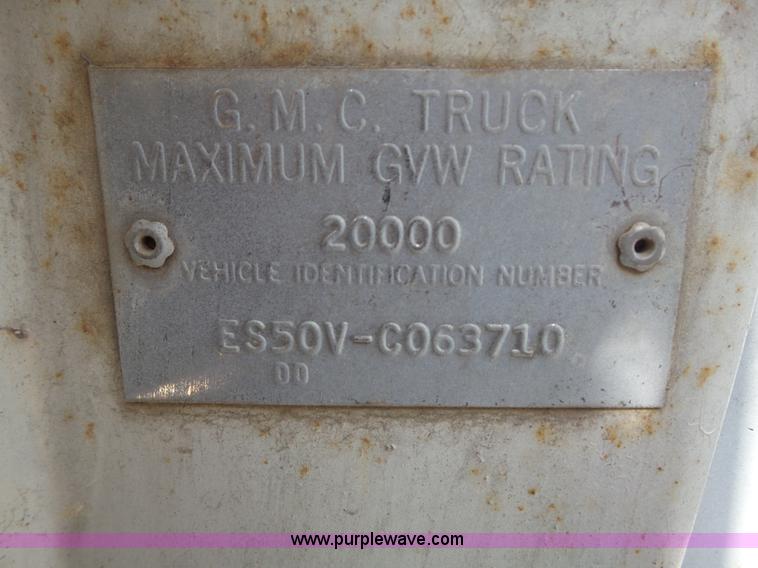 G.M.C. TRUCK
MAXIMUM GVW RATING
20000
VEHICLE IDENTIFICATION NUMBER
ES50V-C063710
00
www.purplewave.com